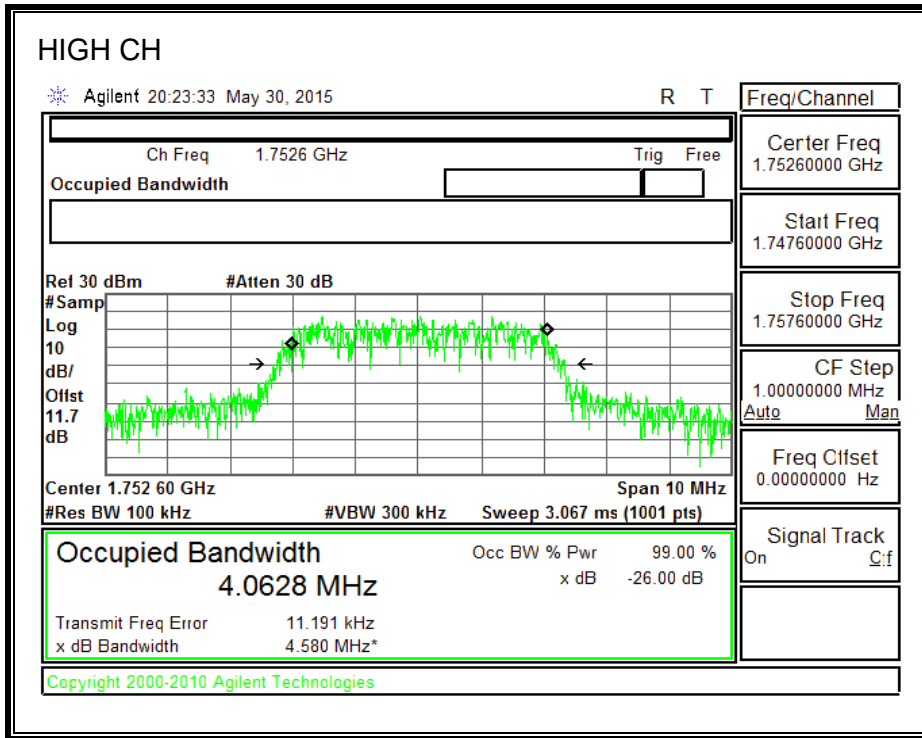 HIGH CH
Agilent 20:23:33 May 30, 2015 R T
Freq/Channel
Ch Freq 1.7526 GHz Trig Free
Occupied Bandwidth
Center Freq
1.75260000 GHz
Start Freq
1.74760000 GHz
Stop Freq
1.75760000 GHz
CF Step
1.00000000 MHz
Auto Man
Freq Offset
0.00000000 Hz
Signal Track
On Off
Ref 30 dBm #Atten 30 dB
#Samp
Log
10
dB/
Offst
11.7
dB
Center 1.752 60 GHz Span 10 MHz
#Res BW 100 kHz #VBW 300 kHz Sweep 3.067 ms (1001 pts)
Occupied Bandwidth
4.0628 MHz
Occ BW % Pwr 99.00 %
x dB -26.00 dB
Transmit Freq Error 11.191 kHz
x dB Bandwidth 4.580 MHz*
Copyright 2000-2010 Agilent Technologies